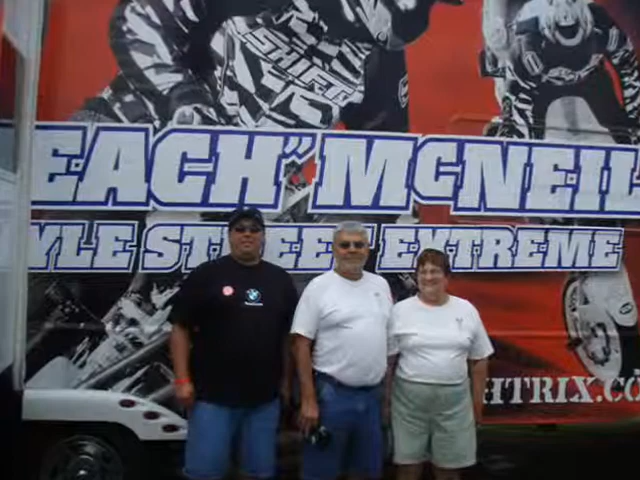 SHIFT
EACH" MCNEIL
YLE STREET EXTREME
HTRIX.CO